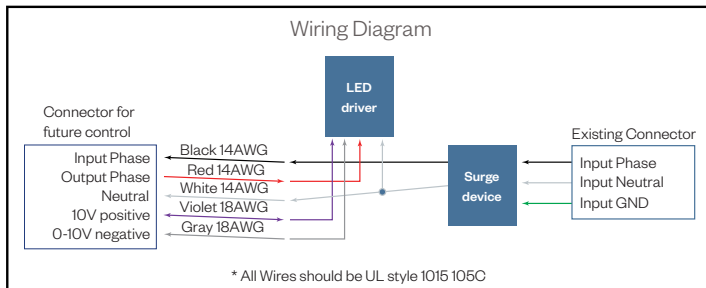 Wiring Diagram
LED
driver
Connector for
future control
Existing Connector
Input Phase
Output Phase
Neutral
10V positive
0-10V negative
Black 14AWG
Red 14AWG
White 14AWG
Violet 18AWG
Gray 18AWG
Surge
device
Input Phase
Input Neutral
Input GND
* All Wires should be UL style 1015 105C